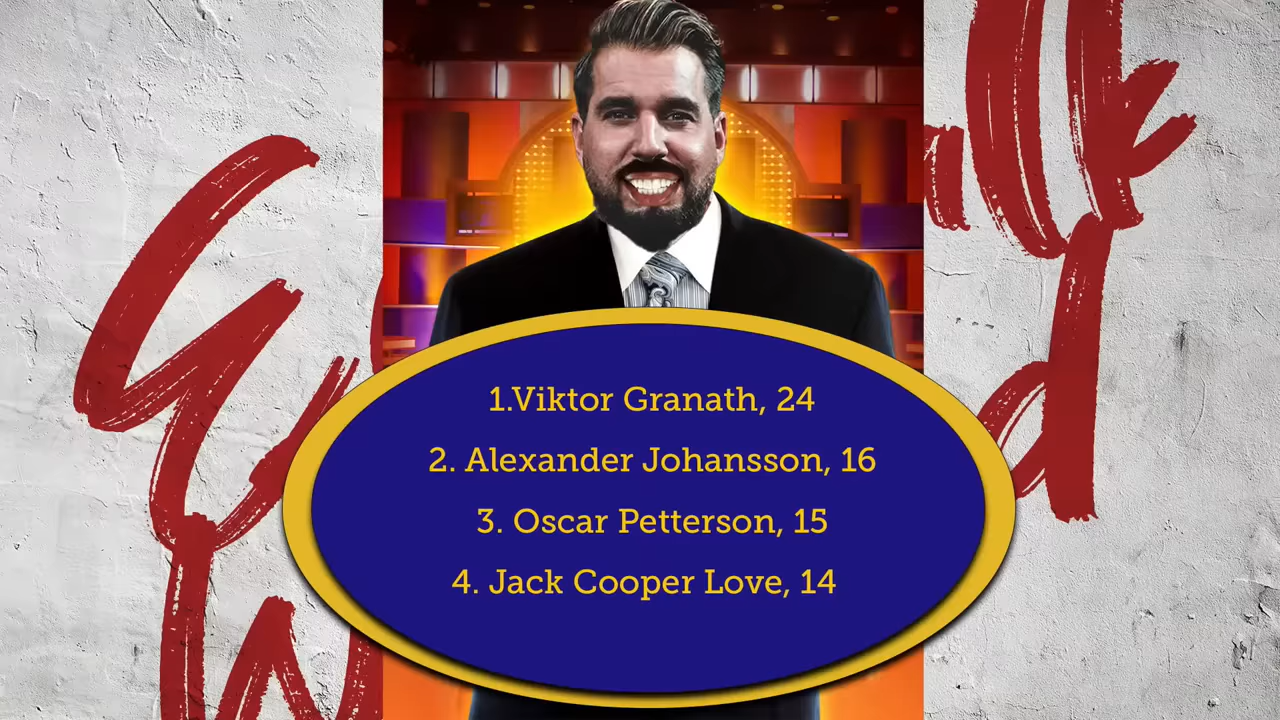 1.Viktor Granath, 24
2. Alexander Johansson, 16
3. Oscar Petterson, 15
4. Jack Cooper Love, 14